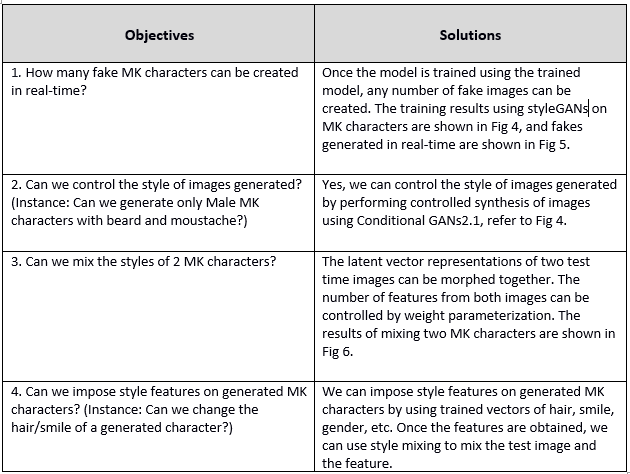 Objectives
Solutions
1. How many fake MK characters can be created
in real-time?
Once the model is trained using the trained
model, any number of fake images can be
created. The training results using styleGANs on
MK characters are shown in Fig 4, and fakes
generated in real-time are shown in Fig 5.
2. Can we control the style of images generated?
(Instance: Can we generate only Male MK
characters with beard and moustache?)
Yes, we can control the style of images generated
by performing controlled synthesis of images
using Conditional GANs2.1, refer to Fig 4.
3. Can we mix the styles of 2 MK characters?
The latent vector representations of two test
time images can be morphed together. The
number of features from both images can be
controlled by weight parameterization. The
results of mixing two MK characters are shown in
Fig 6.
4. Can we impose style features on generated MK
characters? (Instance: Can we change the
hair/smile of a generated character?)
We can impose style features on generated MK
characters by using trained vectors of hair, smile,
gender, etc. Once the features are obtained, we
can use style mixing to mix the test image and
the feature.